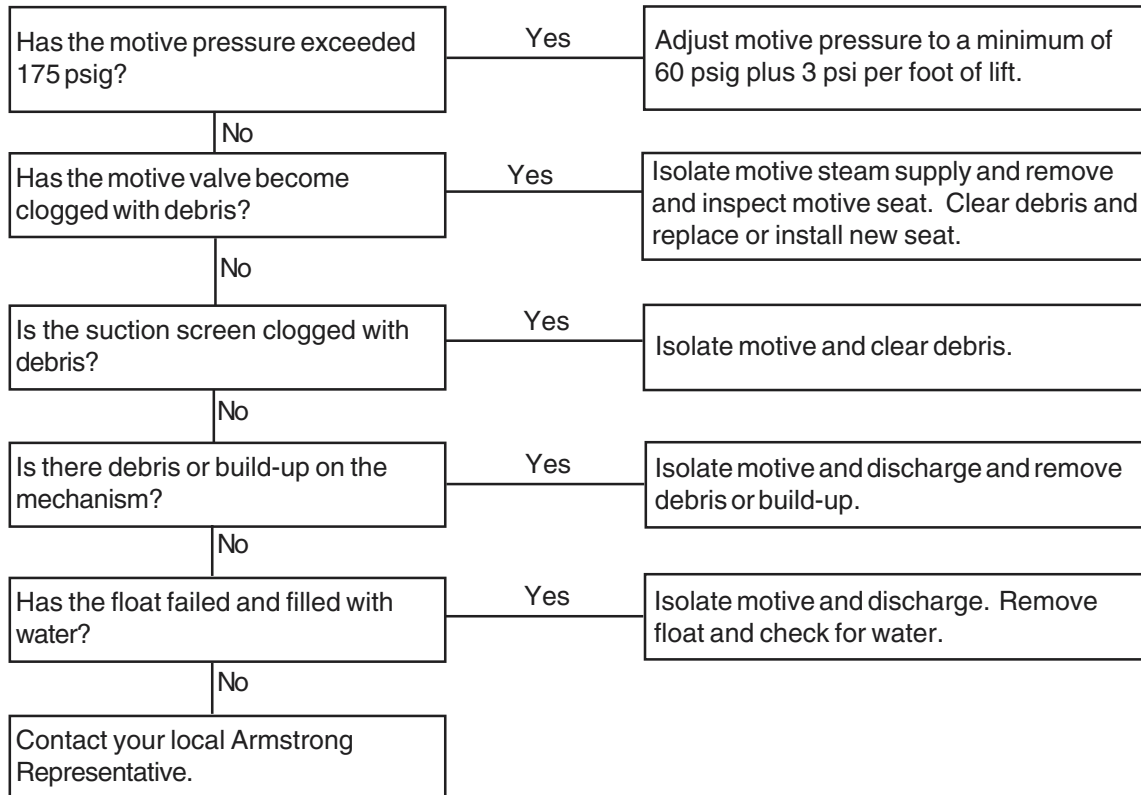 Has the motive pressure exceeded
175 psig?
Yes
Adjust motive pressure to a minimum of
60 psig plus 3 psi per foot of lift.
No
Has the motive valve become
clogged with debris?
Yes
Isolate motive steam supply and remove
and inspect motive seat. Clear debris and
replace or install new seat.
No
Is the suction screen clogged with
debris?
Yes
Isolate motive and clear debris.
No
Is there debris or build-up on the
mechanism?
Yes
Isolate motive and discharge and remove
debris or build-up.
No
Has the float failed and filled with
water?
Yes
Isolate motive and discharge. Remove
float and check for water.
No
Contact your local Armstrong
Representative.